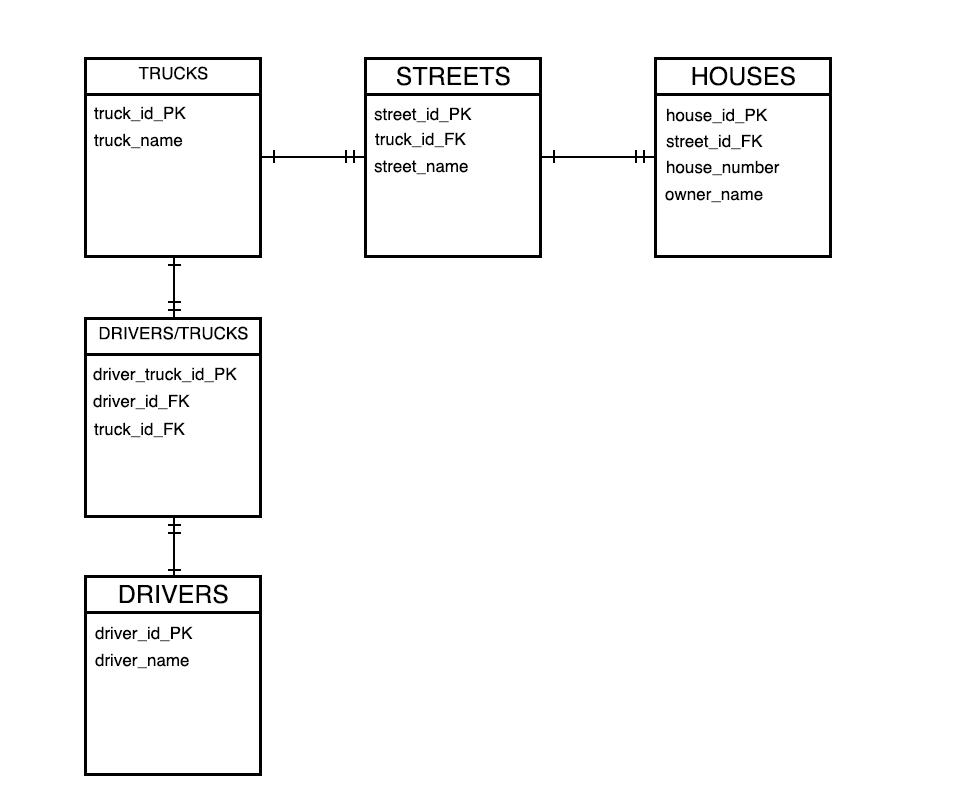 TRUCKS
truck_id_PK
truck_name
STREETS
street_id_PK
truck_id_FK
street_name
HOUSES
house_id_PK
street_id_FK
house_number
owner_name
DRIVERS/TRUCKS
driver_truck_id_PK
driver_id_FK
truck_id_FK
DRIVERS
driver_id_PK
driver_name